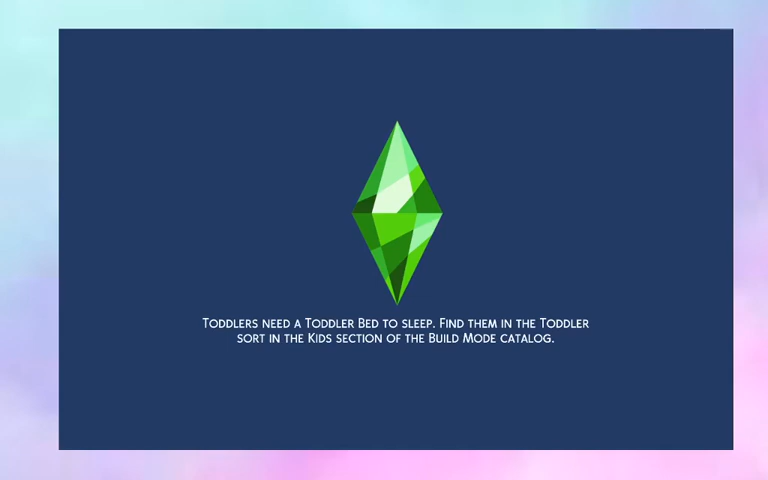 Toddlers need a Toddler Bed to sleep. Find them in the Toddler
sort in the Kids section of the Build Mode catalog.